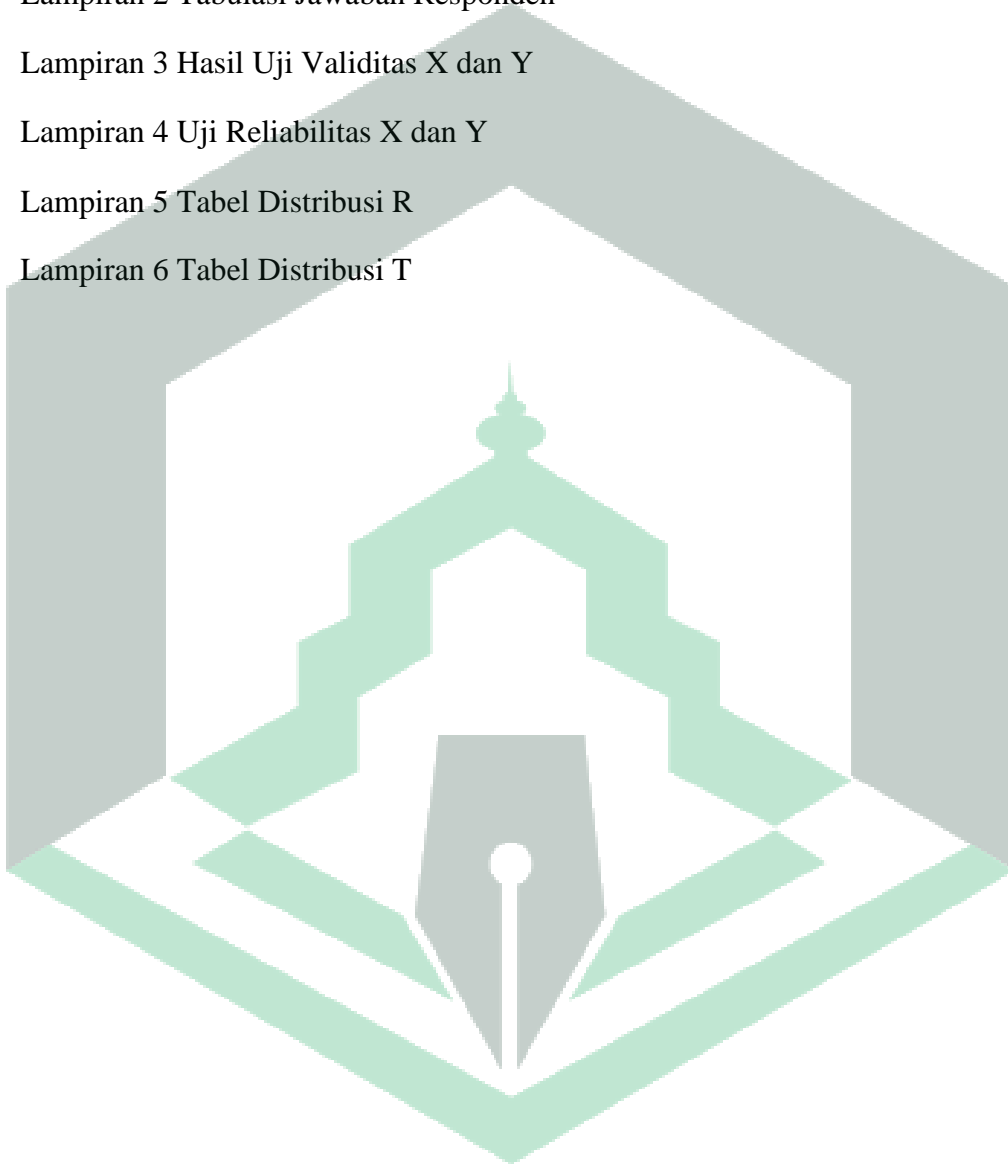 Lampiran 2 Tabulasi Jawaban Responden
Lampiran 3 Hasil Uji Validitas X dan Y
Lampiran 4 Uji Reliabilitas X dan Y
Lampiran 5 Tabel Distribusi R
Lampiran 6 Tabel Distribusi T